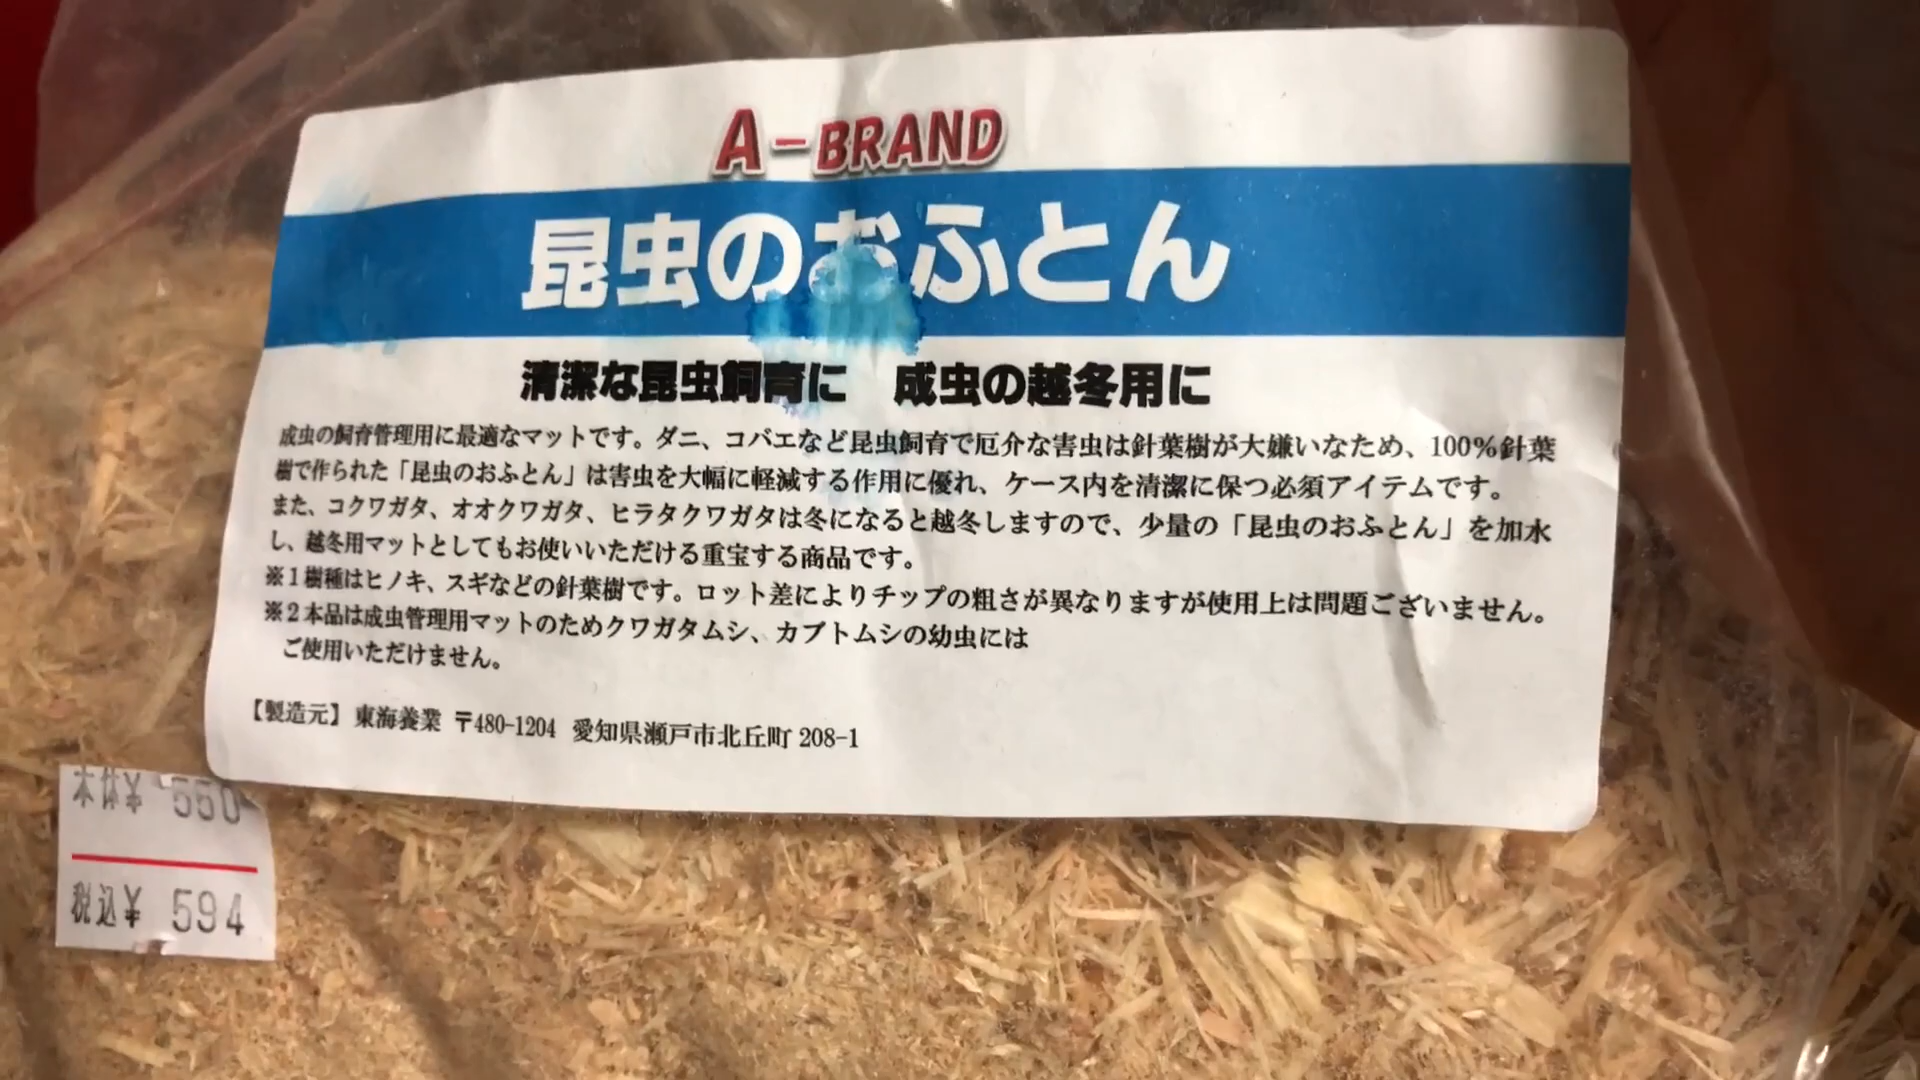 A-BRAND
昆虫のおふとん
清潔な昆虫飼育に 成虫の越冬用に
成虫の飼育管理用に最適なマットです。ダニ、コバエなど昆虫飼育で厄介な害虫は針葉樹が大嫌いなため、100%針葉
樹で作られた「昆虫のおふとん」は害虫を大幅に軽減する作用に優れ、ケース内を清潔に保つ必須アイテムです。
また、コクワガタ、オオクワガタ、ヒラタクワガタは冬になると越冬しますので、少量の「昆虫のおふとん」を加水
し、越冬用マットとしてもお使いいただける重宝する商品です。
※1樹種はヒノキ、スギなどの針葉樹です。ロット差によりチップの粗さが異なりますが使用上は問題ございません。
※2本品は成虫管理用マットのためクワガタムシ、カブトムシの幼虫には
ご使用いただけません。
【製造元】東海養業 〒480-1204 愛知県瀬戸市北丘町 208-1
本体¥ 550
税込¥ 594